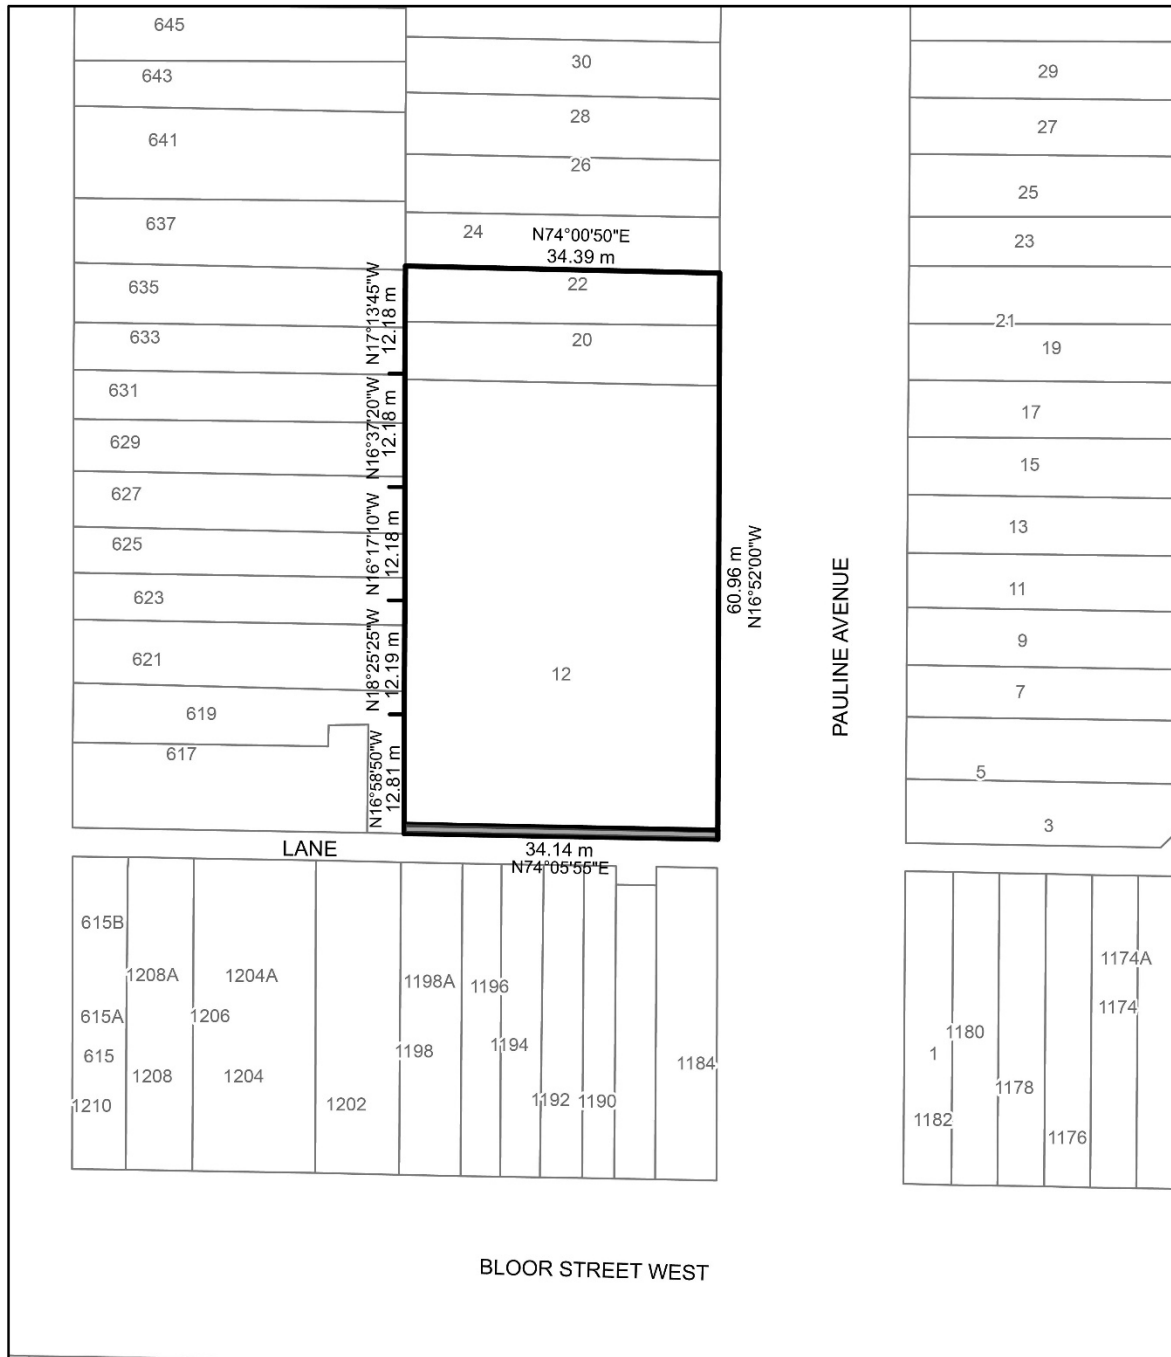 645
643
641
637
635
633
631
629
627
625
623
621
619
617
30
28
26
24
N74°00'50"E
34.39 m
22
20
12
N17°13'45"W
12.18 m
N16°37'20"W
12.18 m
N16°17'10"W
12.18 m
N18°25'25"W
12.19 m
N16°58'50"W
12.81 m
60.96 m
N16°52'00"W
PAULINE AVENUE
29
27
25
23
21
19
17
15
13
11
9
7
5
3
LANE
34.14 m
N74°05'55"E
615B
615A
615
1210
1208A
1208
1206
1204A
1204
1202
1198A
1198
1196
1194
1192
1190
1184
1
1182
1180
1178
1176
1174A
1174
BLOOR STREET WEST